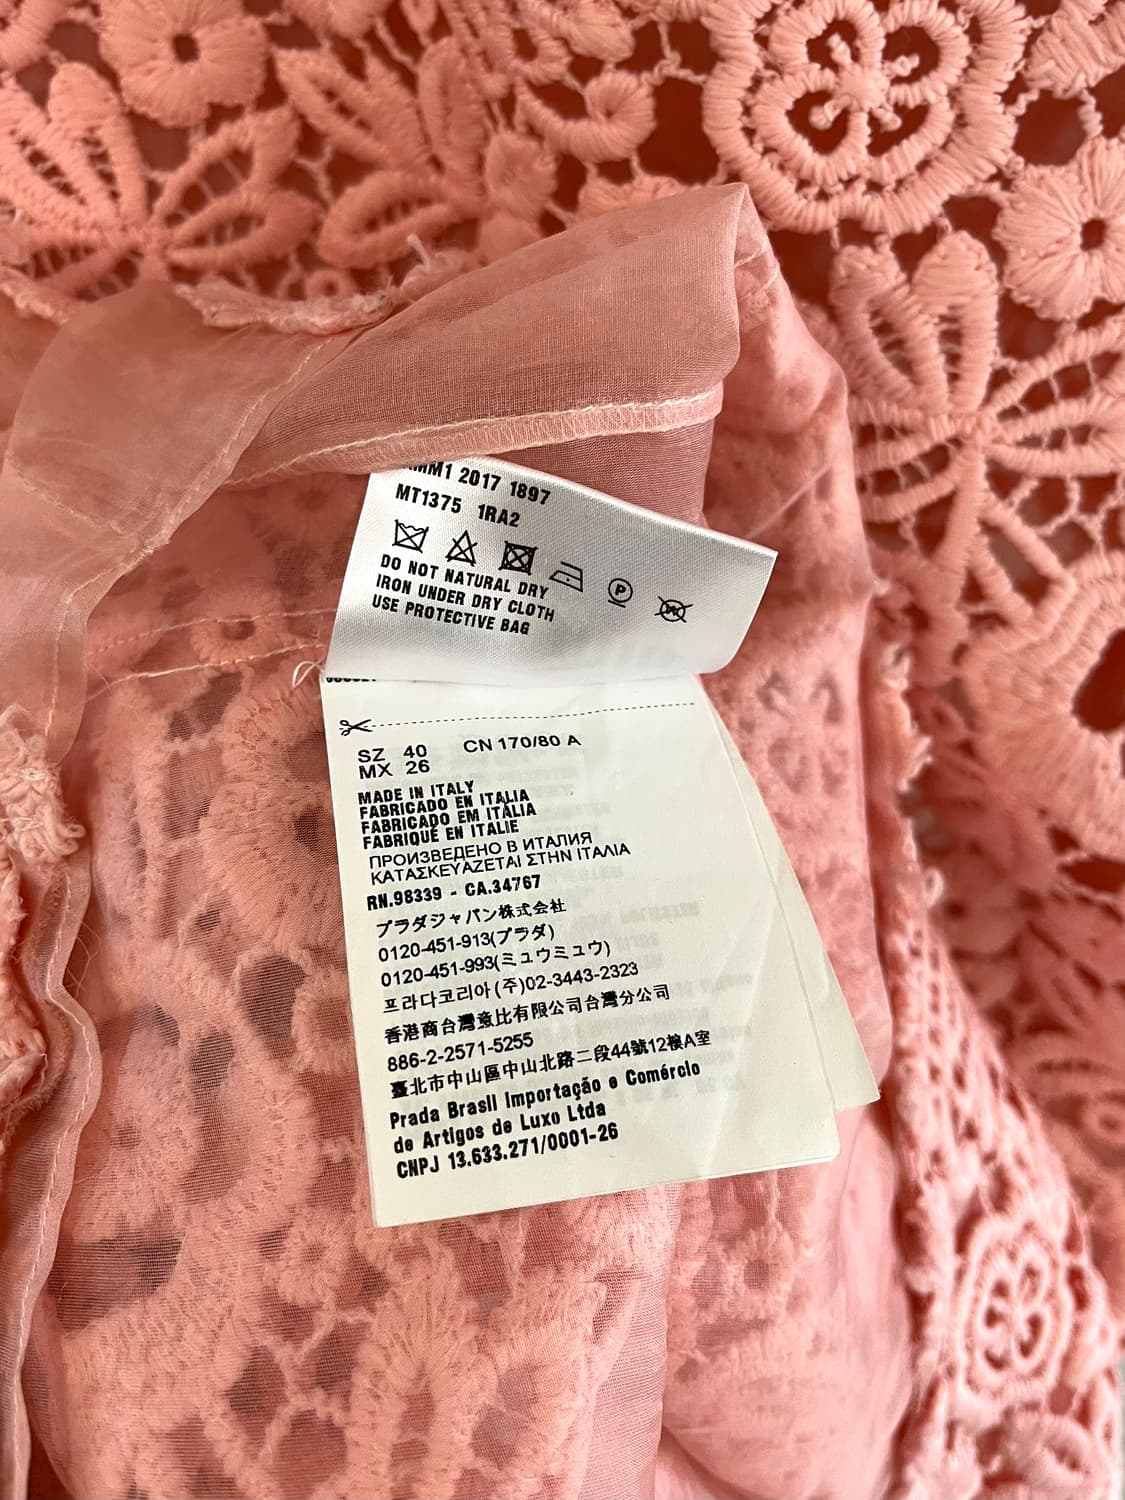 MM1 2017 1897
MT1375 1RA2
DO NOT NATURAL DRY
IRON UNDER DRY CLOTH
USE PROTECTIVE BAG
P
W
SZ 40 CN 170/80 A
MX 26
MADE IN ITALY
FABRICADO EN ITALIA
FABRICADO EM ITÁLIA
FABRIQUÉ EN ITALIE
ПРОИЗВЕДЕНО В ИТАЛИЯ
ΚΑΤΑΣΚΕΥΑΖΕΤΑΙ ΣΤΗΝ ΙΤΑΛΙΑ
RN.98339 - CA.34767
プラダジャパン株式会社
0120-451-913(プラダ)
0120-451-993(ミュウミュウ)
프라다코리아(주)02-3443-2323
香港商台灣意比有限公司台灣分公司
886-2-2571-5255
臺北市中山區中山北路二段44號12樓A室
Prada Brasil Importação e Comércio
de Artigos de Luxo Ltda
CNPJ 13.633.271/0001-26